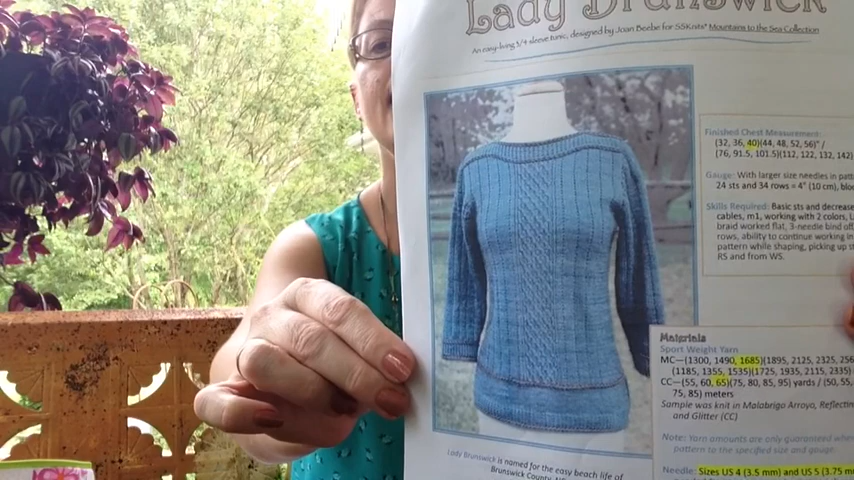 Lady Brunswick
An easy-living 3/4 sleeve tunic, designed by Joan Beebe for SSKnits' Mountains to the Sea Collection
Finished Chest Measurement:
(32, 36, 40)(44, 48, 52, 56)" /
(76, 91.5, 101.5)(112, 122, 132, 142)
Gauge: With larger size needles in
24 sts and 34 rows = 4" (10 cm),
Skills Required: Basic sts and
cables, m1, working with 2 colors,
braid worked flat, 3-needle bind
rows, ability to continue working in
pattern while shaping, picking up
RS and from WS.
Materials
Sport Weight Yarn
MC—(1300, 1490, 1685)(1895, 2125, 2325,
(1185, 1355, 1535)(1725, 1935, 2115, 2335)
CC—(55, 60, 65)(75, 80, 85, 95) yards / (50, 55,
75, 85) meters
Sample was knit in Malabrigo Arroyo,
and Glitter (CC)
Note: Yarn amounts are only guaranteed
pattern to the specified size and gauge.
Needle: Sizes US 4 (3.5 mm) and US 5 (3.75
Lady Brunswick is named for the easy beach life of
Brunswick County,